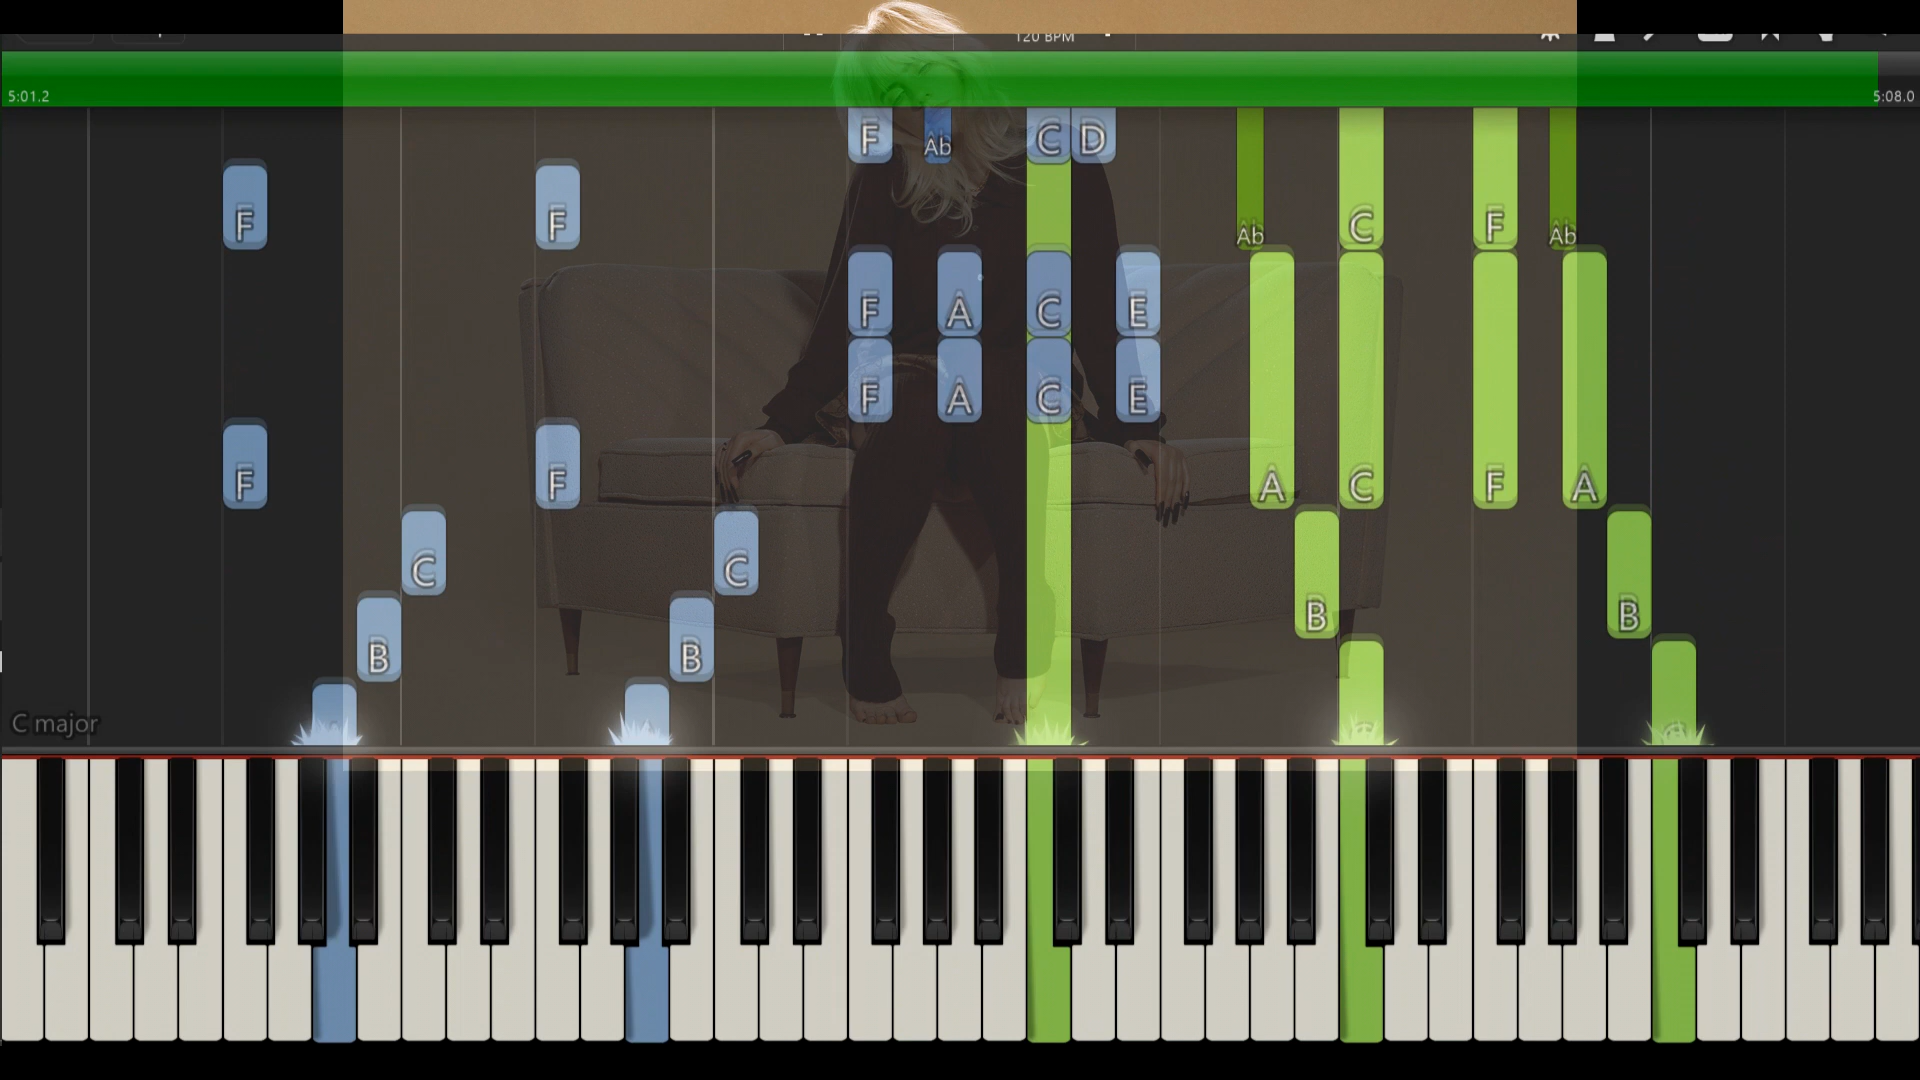 120 BPM
5:01.2 5:08.0
F Ab C D
F F Ab C F Ab
F A C E
F A C E
F F A C F A
C C
B B
B B
C major